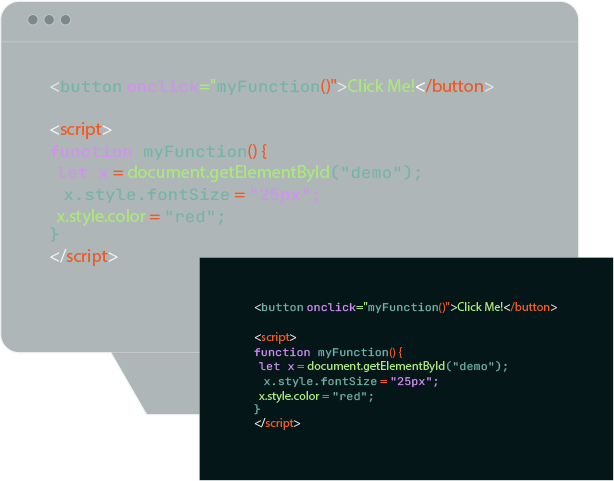 <button onclick="myFunction()">Click Me!</button>
<script>
function myFunction() {
let x = document.getElementById("demo");
x.style.fontSize = "25px";
x.style.color = "red";
}
</script>
<button onclick="myFunction()">Click Me!</button>
<script>
function myFunction() {
let x = document.getElementById("demo");
x.style.fontSize = "25px";
x.style.color = "red";
}
</script>